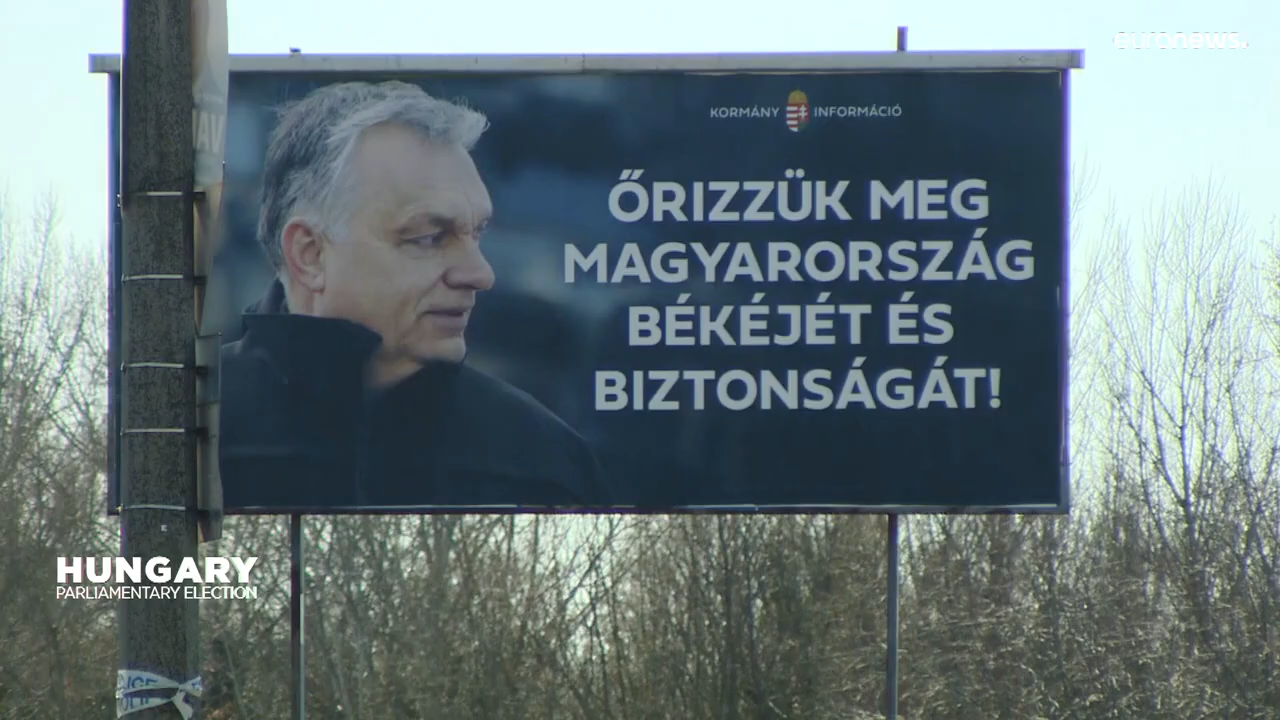 euronews.
KORMÁNY INFORMÁCIÓ
ŐRIZZÜK MEG
MAGYARORSZÁG
BÉKÉJÉT ÉS
BIZTONSÁGÁT!
HUNGARY
PARLIAMENTARY ELECTION